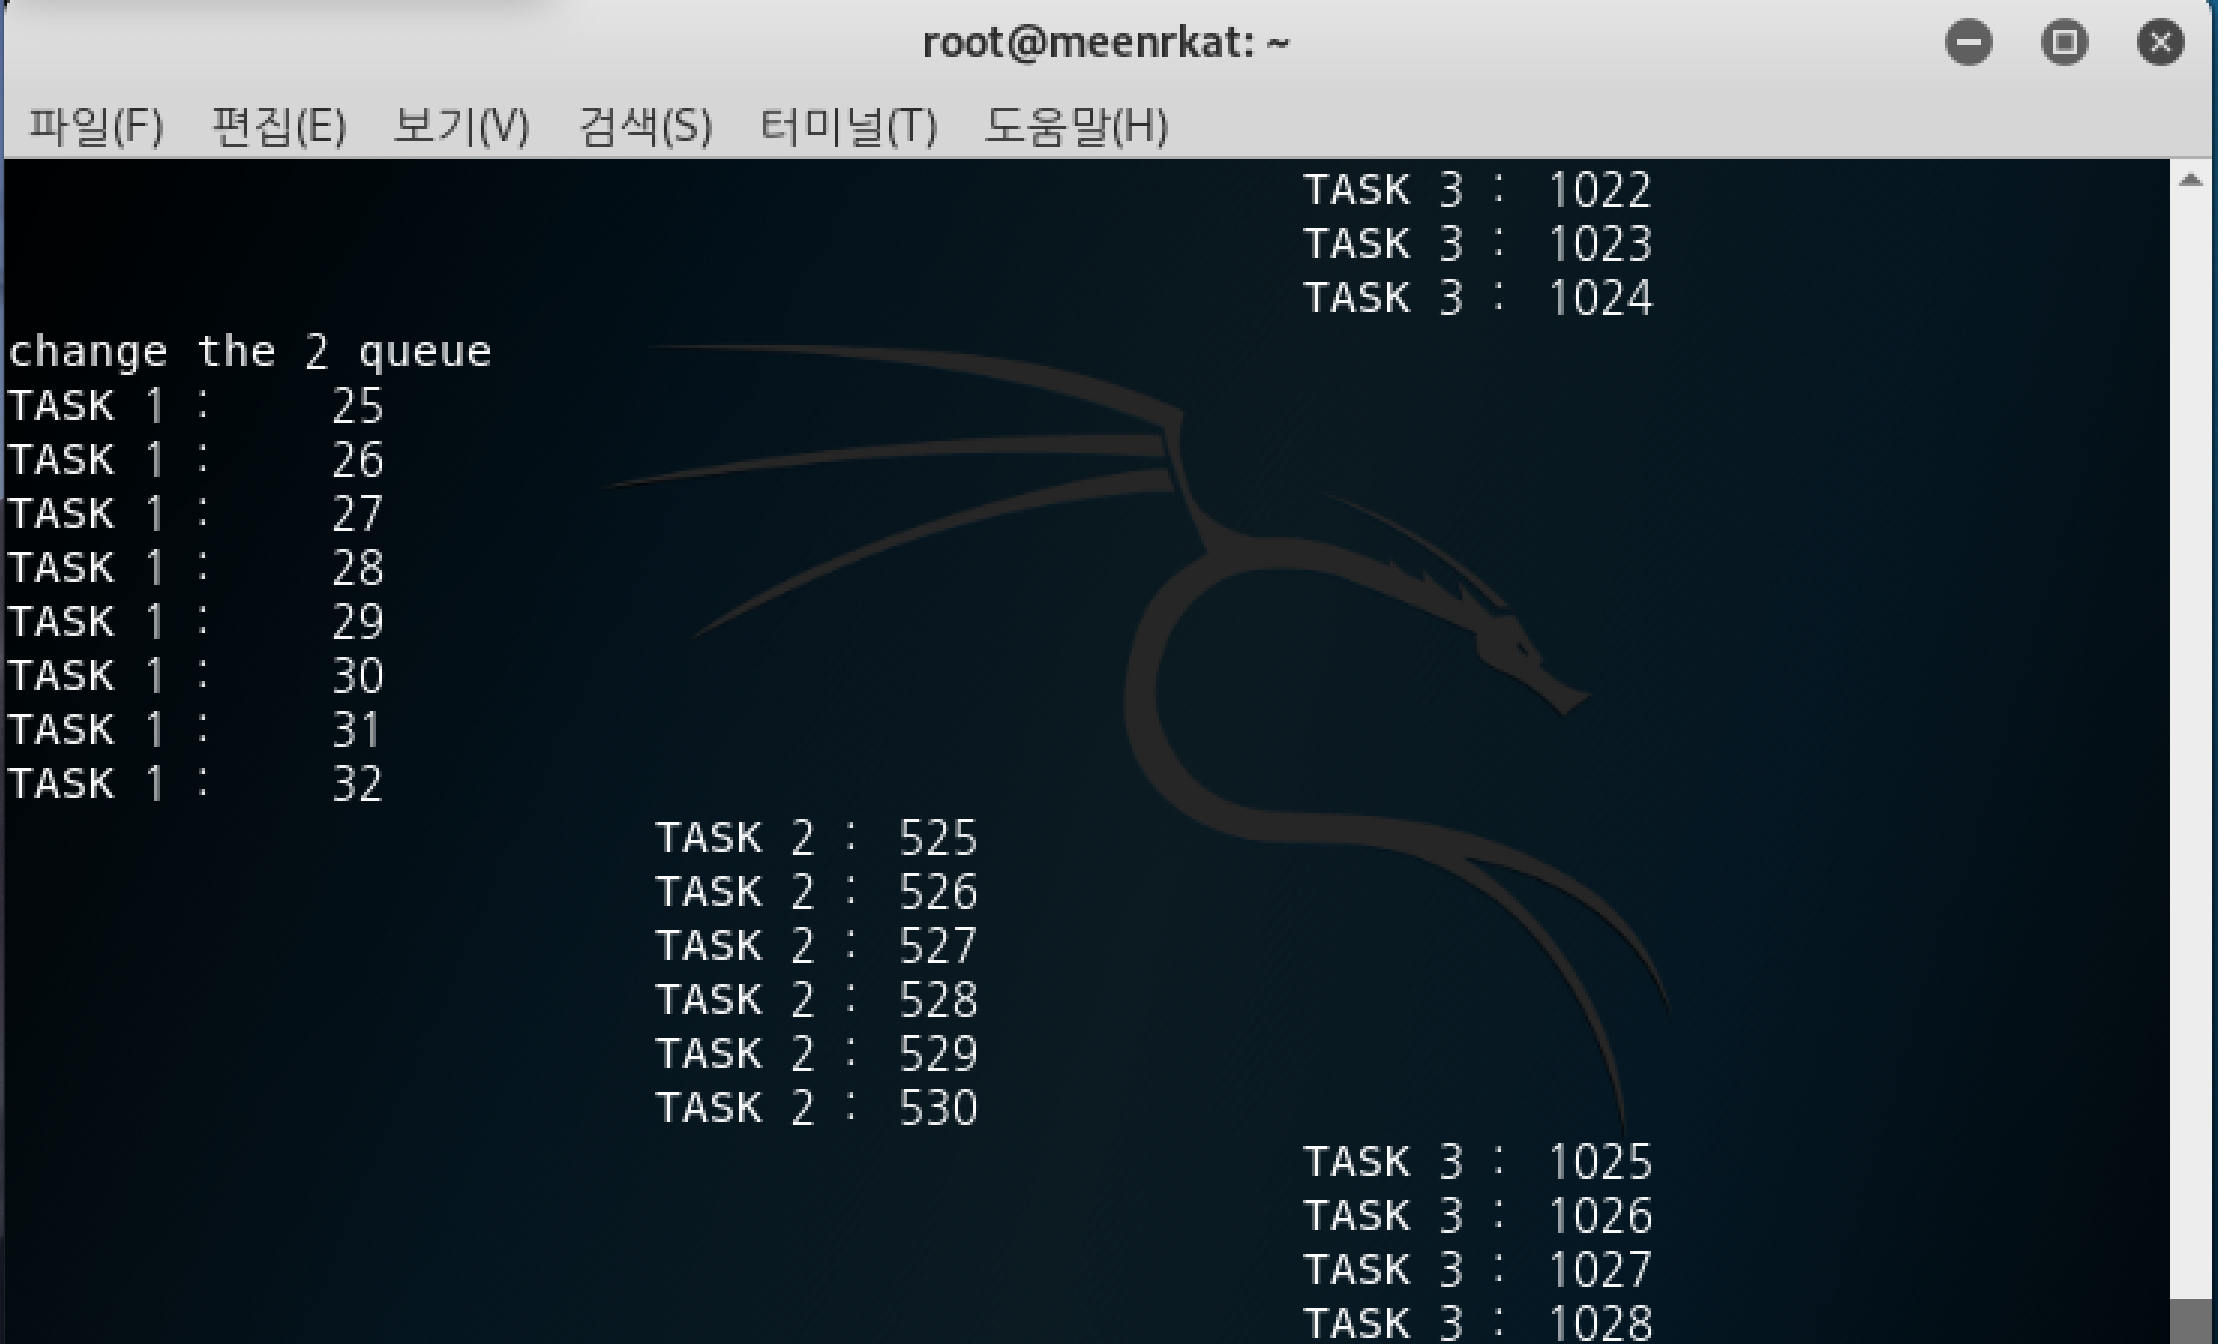 root@meenrkat: ~
파일(F) 편집(E) 보기(V) 검색(S) 터미널(T) 도움말(H)
TASK 3 : 1022
TASK 3 : 1023
TASK 3 : 1024
change the 2 queue
TASK 1 : 25
TASK 1 : 26
TASK 1 : 27
TASK 1 : 28
TASK 1 : 29
TASK 1 : 30
TASK 1 : 31
TASK 1 : 32
TASK 2 : 525
TASK 2 : 526
TASK 2 : 527
TASK 2 : 528
TASK 2 : 529
TASK 2 : 530
TASK 3 : 1025
TASK 3 : 1026
TASK 3 : 1027
TASK 3 : 1028